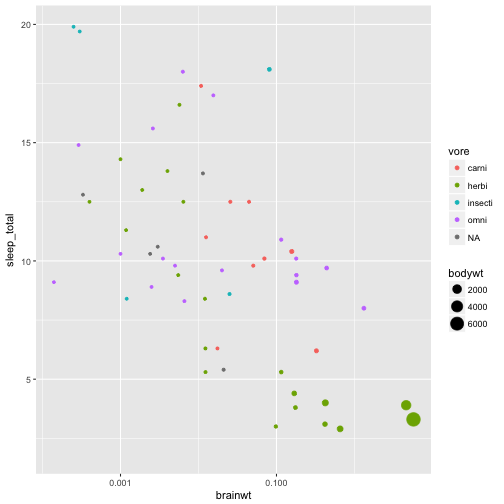 20
15
10
5
sleep_total
0.001
0.100
brainwt
vore
carni
herbi
insecti
omni
NA
bodywt
2000
4000
6000